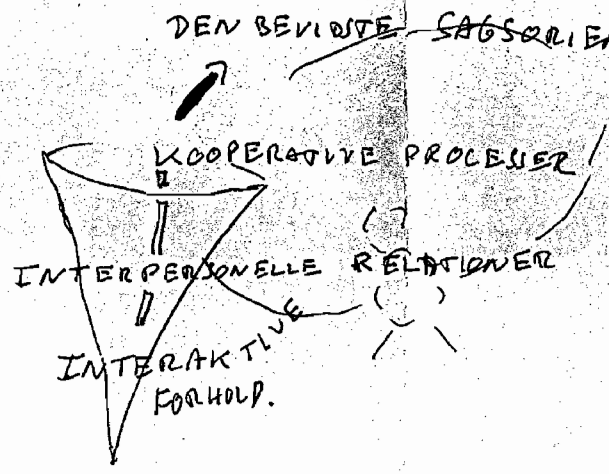 DEN BEVIDSTE SAGSORIEN
KOOPERATIVE PROCESSER
INTERPERSONELLE RELATIONER
INTERAKTIVE
FORHOLD.